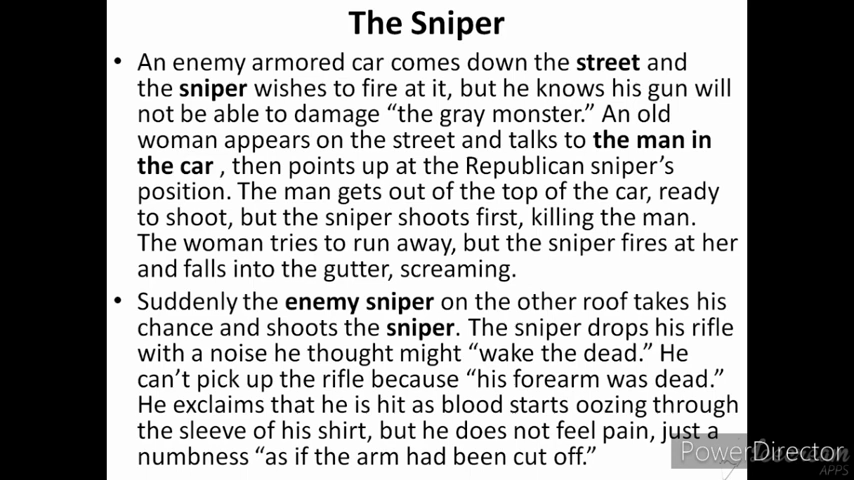 The Sniper
• An enemy armored car comes down the street and
the sniper wishes to fire at it, but he knows his gun will
not be able to damage “the gray monster.” An old
woman appears on the street and talks to the man in
the car , then points up at the Republican sniper’s
position. The man gets out of the top of the car, ready
to shoot, but the sniper shoots first, killing the man.
The woman tries to run away, but the sniper fires at her
and falls into the gutter, screaming.
• Suddenly the enemy sniper on the other roof takes his
chance and shoots the sniper. The sniper drops his rifle
with a noise he thought might “wake the dead.” He
can’t pick up the rifle because “his forearm was dead.”
He exclaims that he is hit as blood starts oozing through
the sleeve of his shirt, but he does not feel pain, just a
numbness “as if the arm had been cut off.”
PowerDirector
APPS